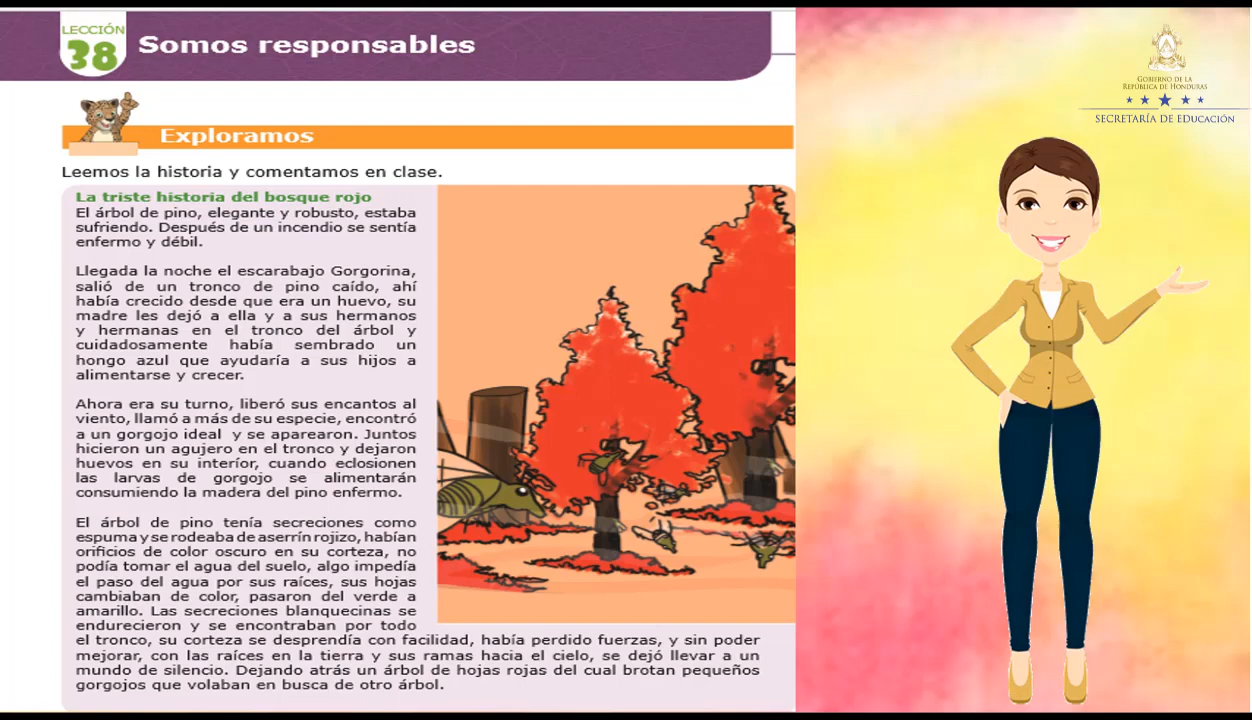 LECCIÓN
38
Somos responsables
GOBIERNO DE LA
REPÚBLICA DE HONDURAS
SECRETARÍA DE EDUCACIÓN
Exploramos
Leemos la historia y comentamos en clase.
La triste historia del bosque rojo
El árbol de pino, elegante y robusto, estaba
sufriendo. Después de un incendio se sentía
enfermo y débil.
Llegada la noche el escarabajo Gorgorina,
salió de un tronco de pino caído, ahí
había crecido desde que era un huevo, su
madre les dejó a ella y a sus hermanos
y hermanas en el tronco del árbol y
cuidadosamente había sembrado un
hongo azul que ayudaría a sus hijos a
alimentarse y crecer.
Ahora era su turno, liberó sus encantos al
viento, llamó a más de su especie, encontró
a un gorgojo ideal y se aparearon. Juntos
hicieron un agujero en el tronco y dejaron
huevos en su interíor, cuando eclosionen
las larvas de gorgojo se alimentarán
consumiendo la madera del pino enfermo.
El árbol de pino tenía secreciones como
espuma y se rodeaba de aserrín rojizo, habían
orificios de color oscuro en su corteza, no
podía tomar el agua del suelo, algo impedía
el paso del agua por sus raíces, sus hojas
cambiaban de color, pasaron del verde a
amarillo. Las secreciones blanquecinas se
endurecieron y se encontraban por todo
el tronco, su corteza se desprendía con facilidad, había perdido fuerzas, y sin poder
mejorar, con las raíces en la tierra y sus ramas hacia el cielo, se dejó llevar a un
mundo de silencio. Dejando atrás un árbol de hojas rojas del cual brotan pequeños
gorgojos que volaban en busca de otro árbol.